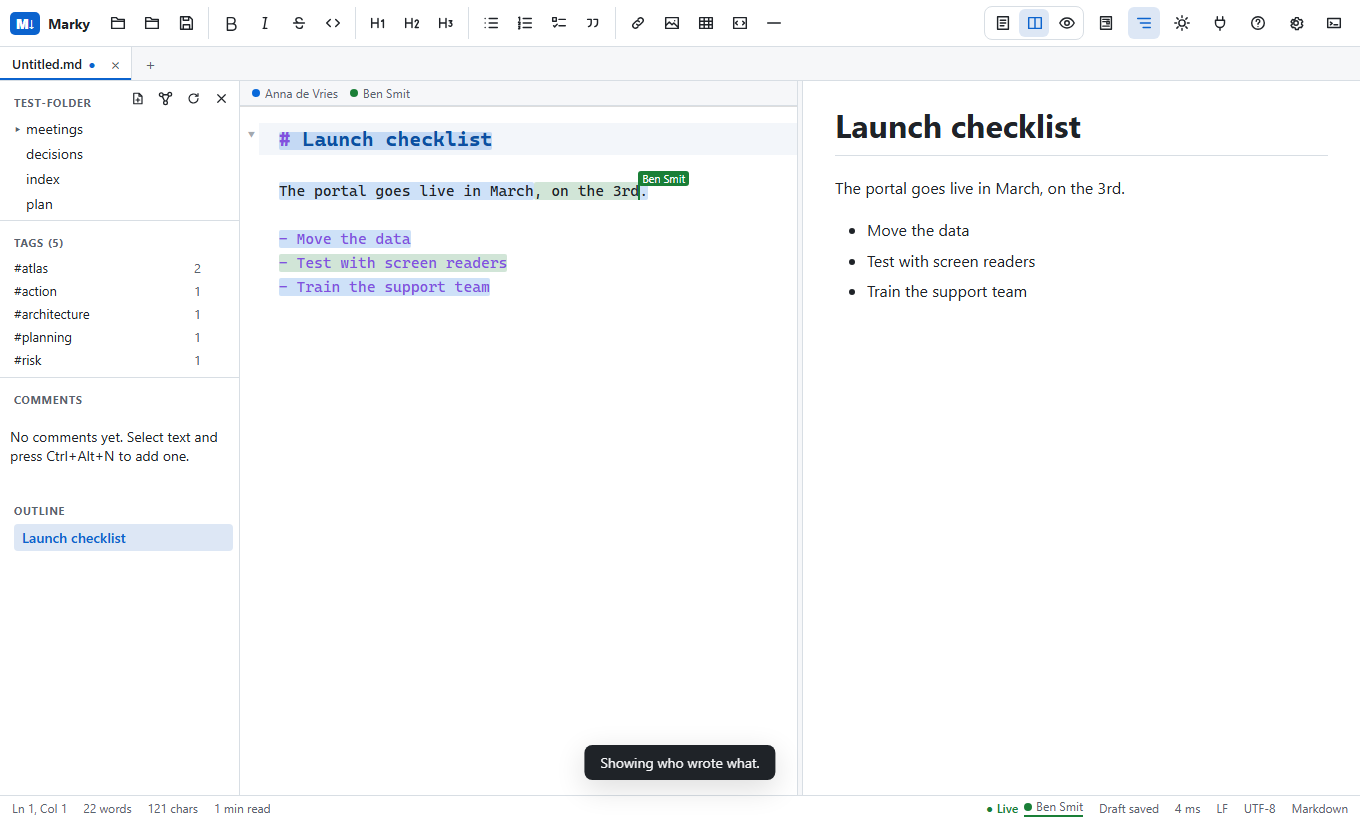 M↓ Marky B I S <> H1 H2 H3
Untitled.md
TEST-FOLDER
meetings
decisions
index
plan
TAGS (5)
#atlas 2
#action 1
#architecture 1
#planning 1
#risk 1
COMMENTS
No comments yet. Select text and
press Ctrl+Alt+N to add one.
OUTLINE
Launch checklist
Anna de Vries Ben Smit
# Launch checklist
Ben Smit
The portal goes live in March, on the 3rd.
- Move the data
- Test with screen readers
- Train the support team
Launch checklist
The portal goes live in March, on the 3rd.
• Move the data
• Test with screen readers
• Train the support team
Showing who wrote what.
Ln 1, Col 1 22 words 121 chars 1 min read ● Live Ben Smit Draft saved 4 ms LF UTF-8 Markdown